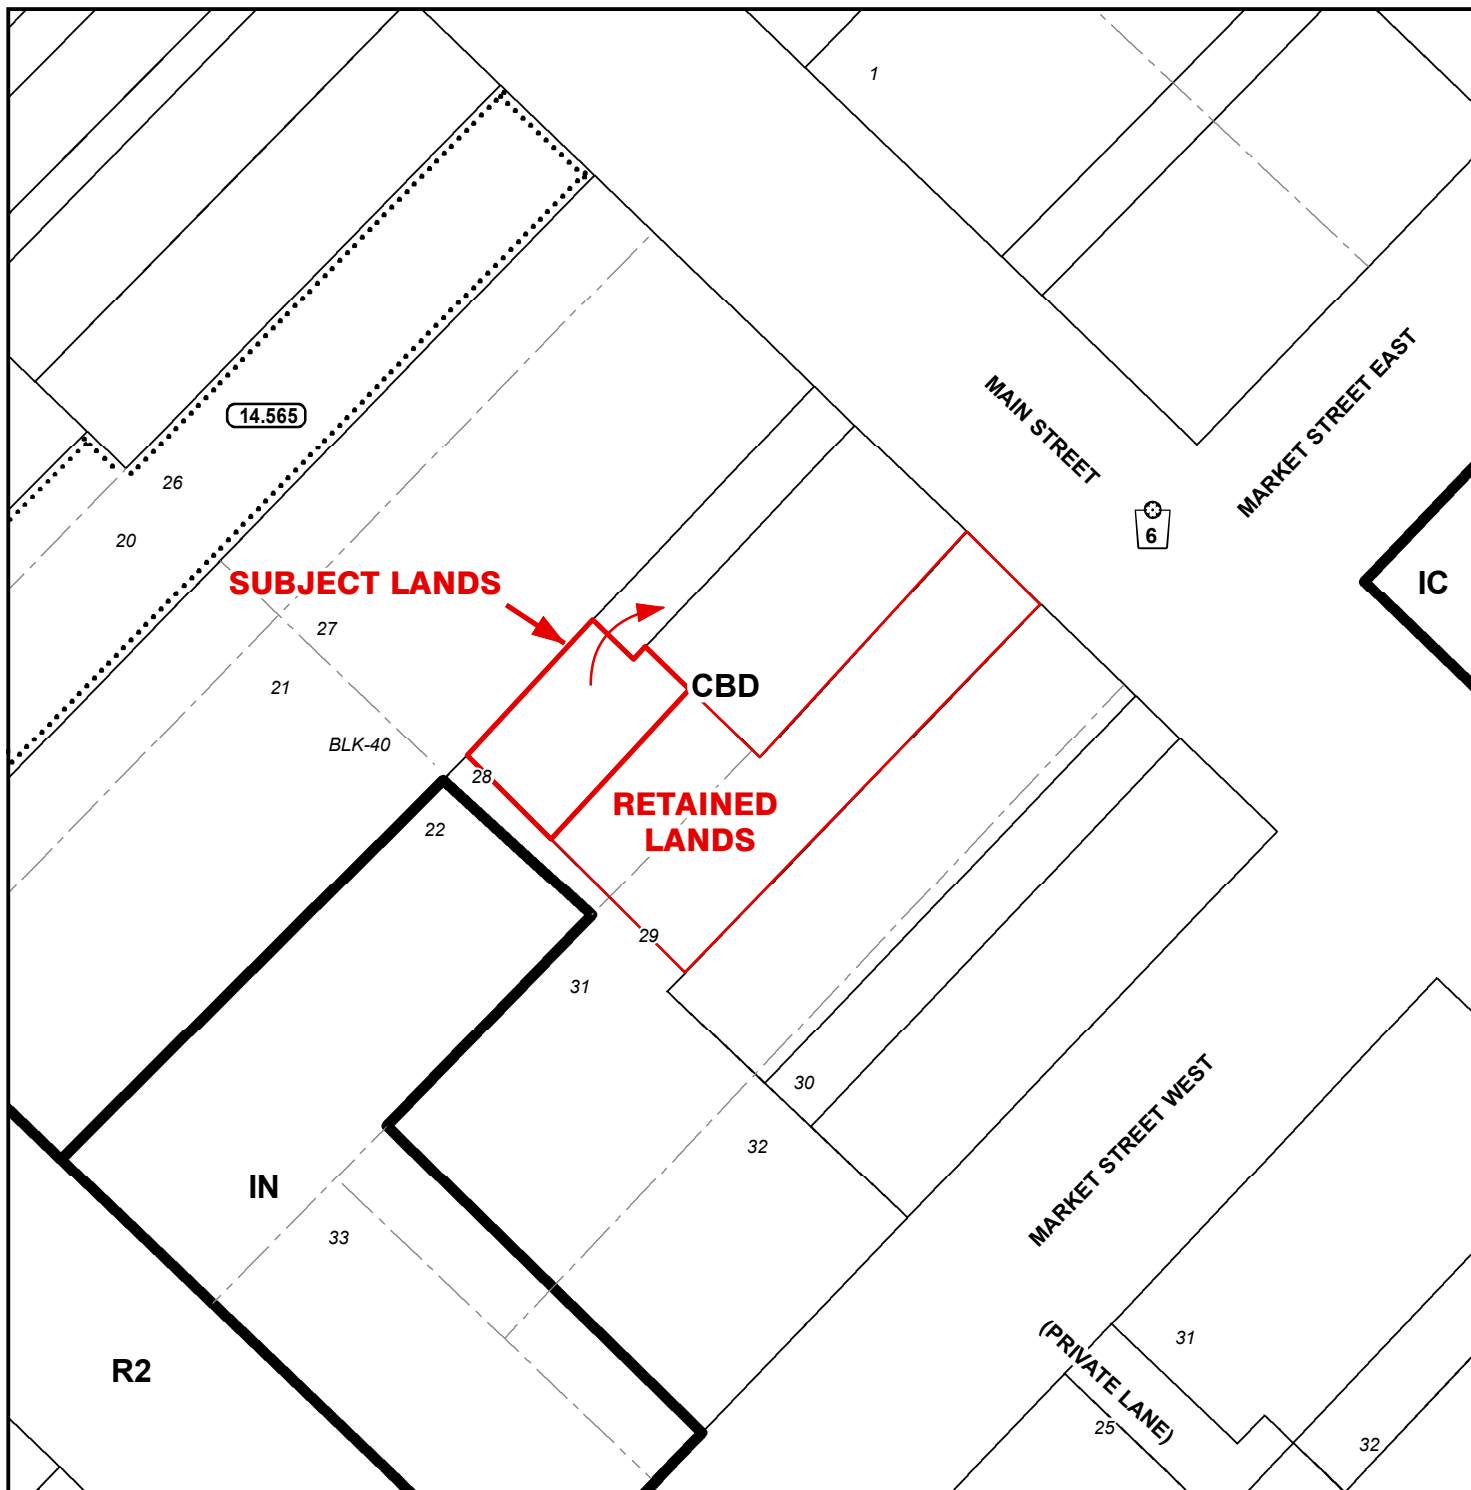 1
MAIN STREET
MARKET STREET EAST
14.565
26
20
6
IC
SUBJECT LANDS
27
21
CBD
BLK-40
28
22
RETAINED
LANDS
29
31
30
32
MARKET STREET WEST
IN
33
R2
(PRIVATE LANE)
31
25
32